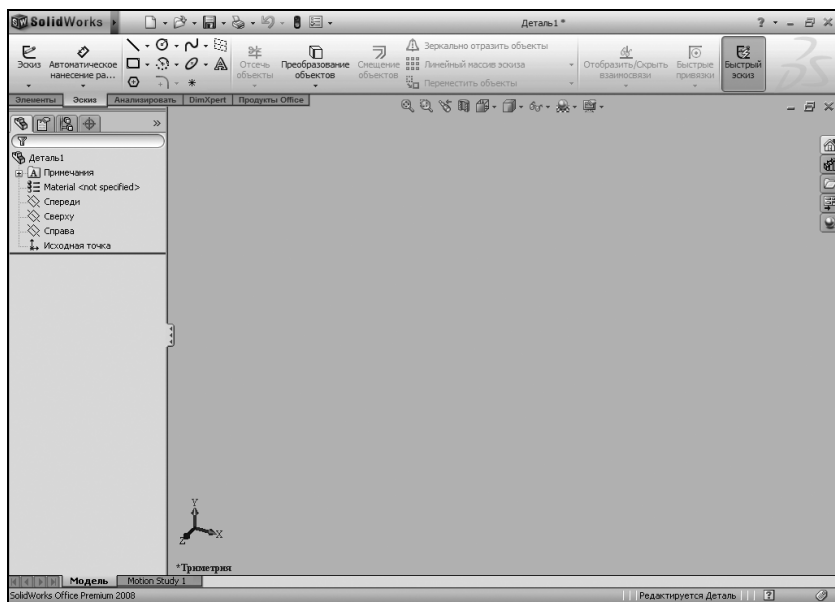 SolidWorks
Деталь1 *
?
Эскиз
Автоматическое нанесение ра...
Отсечь объекты
Преобразование объектов
Смещение объектов
Зеркально отразить объекты
Линейный массив эскиза
Переместить объекты
Отобразить/Скрыть взаимосвязи
Быстрые привязки
Быстрый эскиз
Элементы Эскиз Анализировать DimXpert Продукты Office
»
Деталь1
A Примечания
Material <not specified>
Спереди
Сверху
Справа
Исходная точка
Y
X
Z
*Триметрия
Модель Motion Study 1
SolidWorks Office Premium 2008
Редактируется Деталь
?